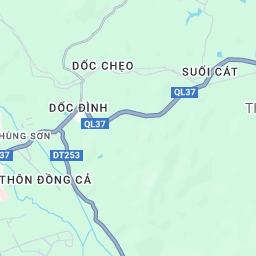 DỐC CHẸO
SUỐI CÁT
QL37
DỐC ĐÌNH
QL37
HÙNG SƠN
37
DT253
THÔN ĐỒNG CẢ